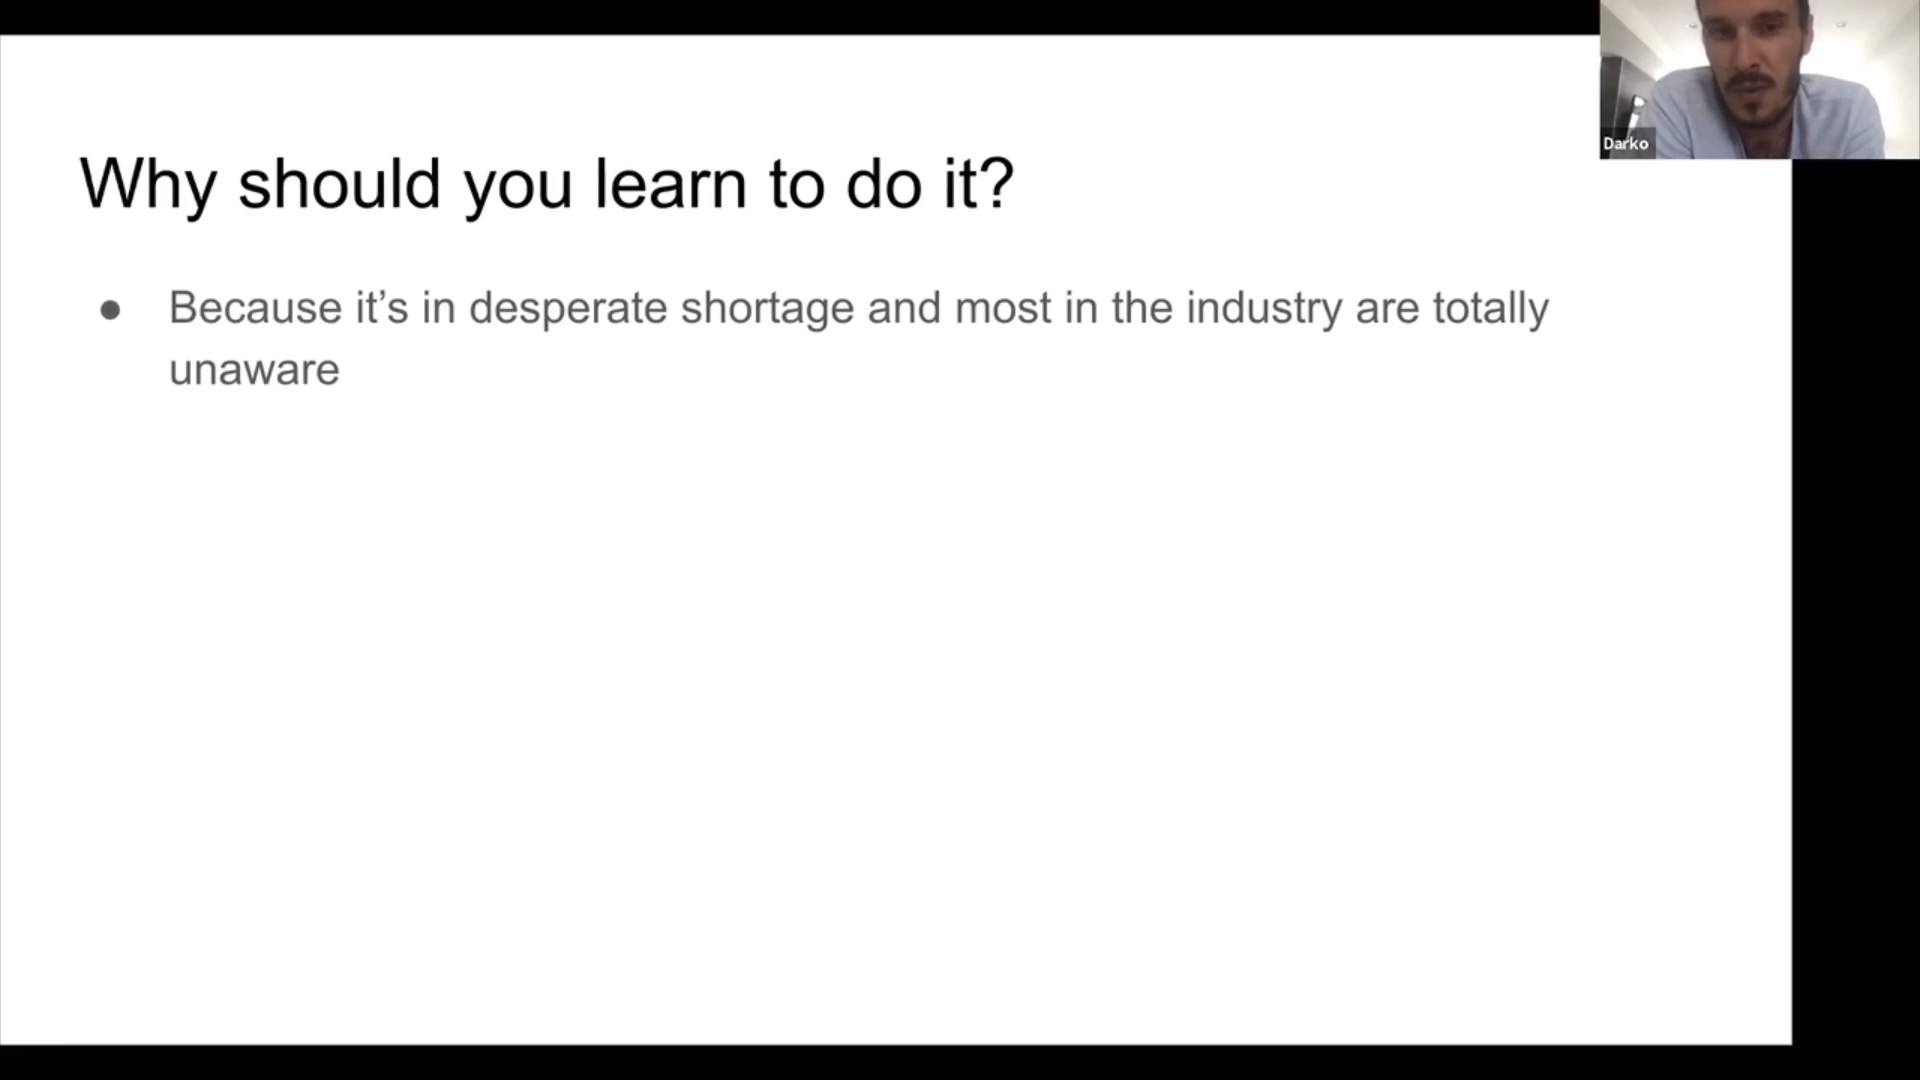 Why should you learn to do it?
● Because it’s in desperate shortage and most in the industry are totally
unaware
Darko